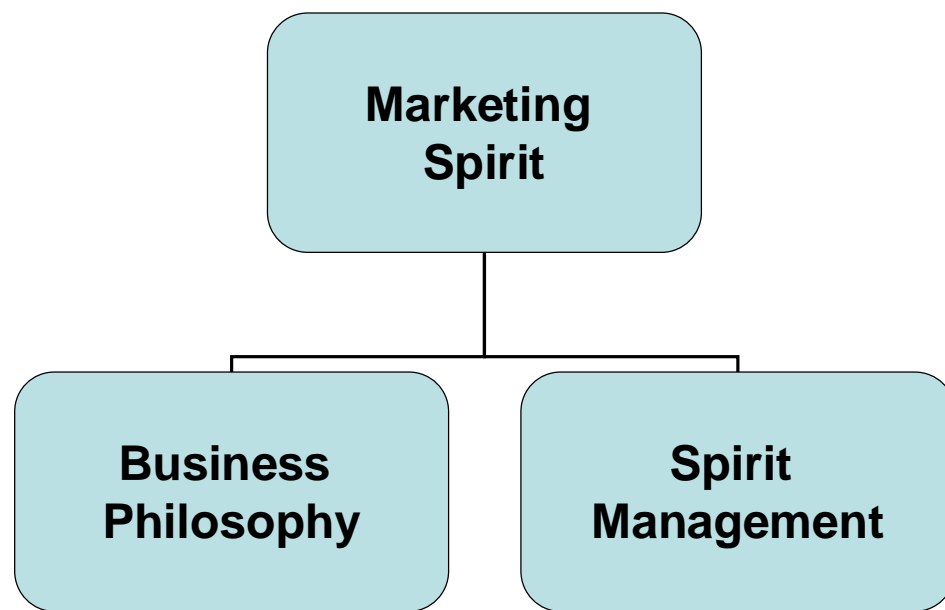 Marketing
Spirit
Business
Philosophy
Spirit
Management